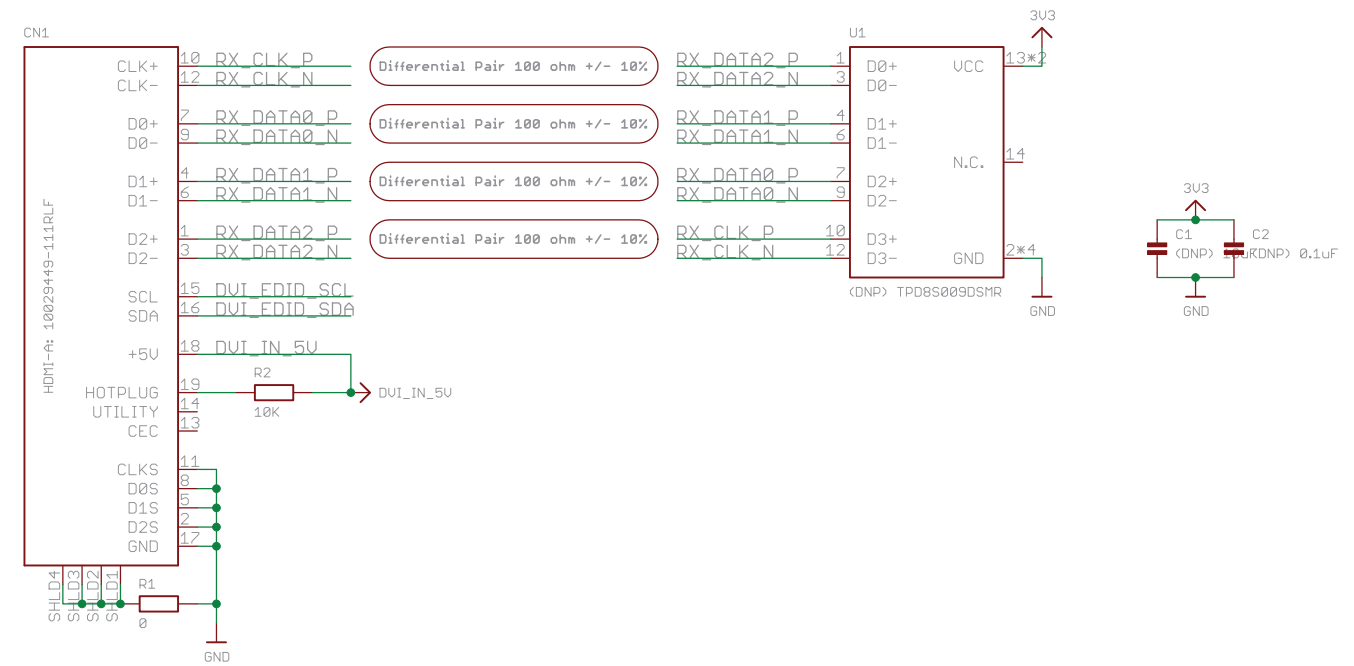 CN1
HDMI-A: 10029449-111RLF
CLK+ 10 RX_CLK_P
CLK- 12 RX_CLK_N
D0+ 7 RX_DATA0_P
D0- 9 RX_DATA0_N
D1+ 4 RX_DATA1_P
D1- 6 RX_DATA1_N
D2+ 1 RX_DATA2_P
D2- 3 RX_DATA2_N
SCL 15 DVI_EDID_SCL
SDA 16 DVI_EDID_SDA
+5V 18 DVI_IN_5V
HOTPLUG 19
R2
10K
DVI_IN_5V
UTILITY 14
CEC 13
CLKS 11
D0S 8
D1S 5
D2S 2
GND 17
SHLD4
SHLD3
SHLD2
SHLD1
R1
0
GND
Differential Pair 100 ohm +/- 10%
Differential Pair 100 ohm +/- 10%
Differential Pair 100 ohm +/- 10%
Differential Pair 100 ohm +/- 10%
U1
RX_DATA2_P 1 D0+
RX_DATA2_N 3 D0-
RX_DATA1_P 4 D1+
RX_DATA1_N 6 D1-
RX_DATA0_P 7 D2+
RX_DATA0_N 9 D2-
RX_CLK_P 10 D3+
RX_CLK_N 12 D3-
VCC 13*2
3V3
N.C. 14
GND 2*4
GND
(DNP) TPD8S009DSMR
3V3
C1
(DNP)
C2
(DNP) 0.1uF
GND